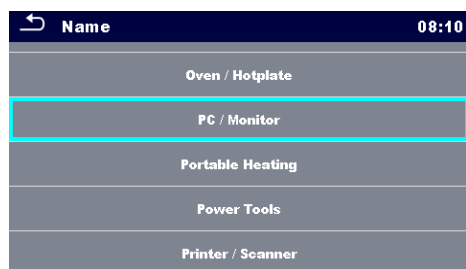 Name 08:10
Oven / Hotplate
PC / Monitor
Portable Heating
Power Tools
Printer / Scanner